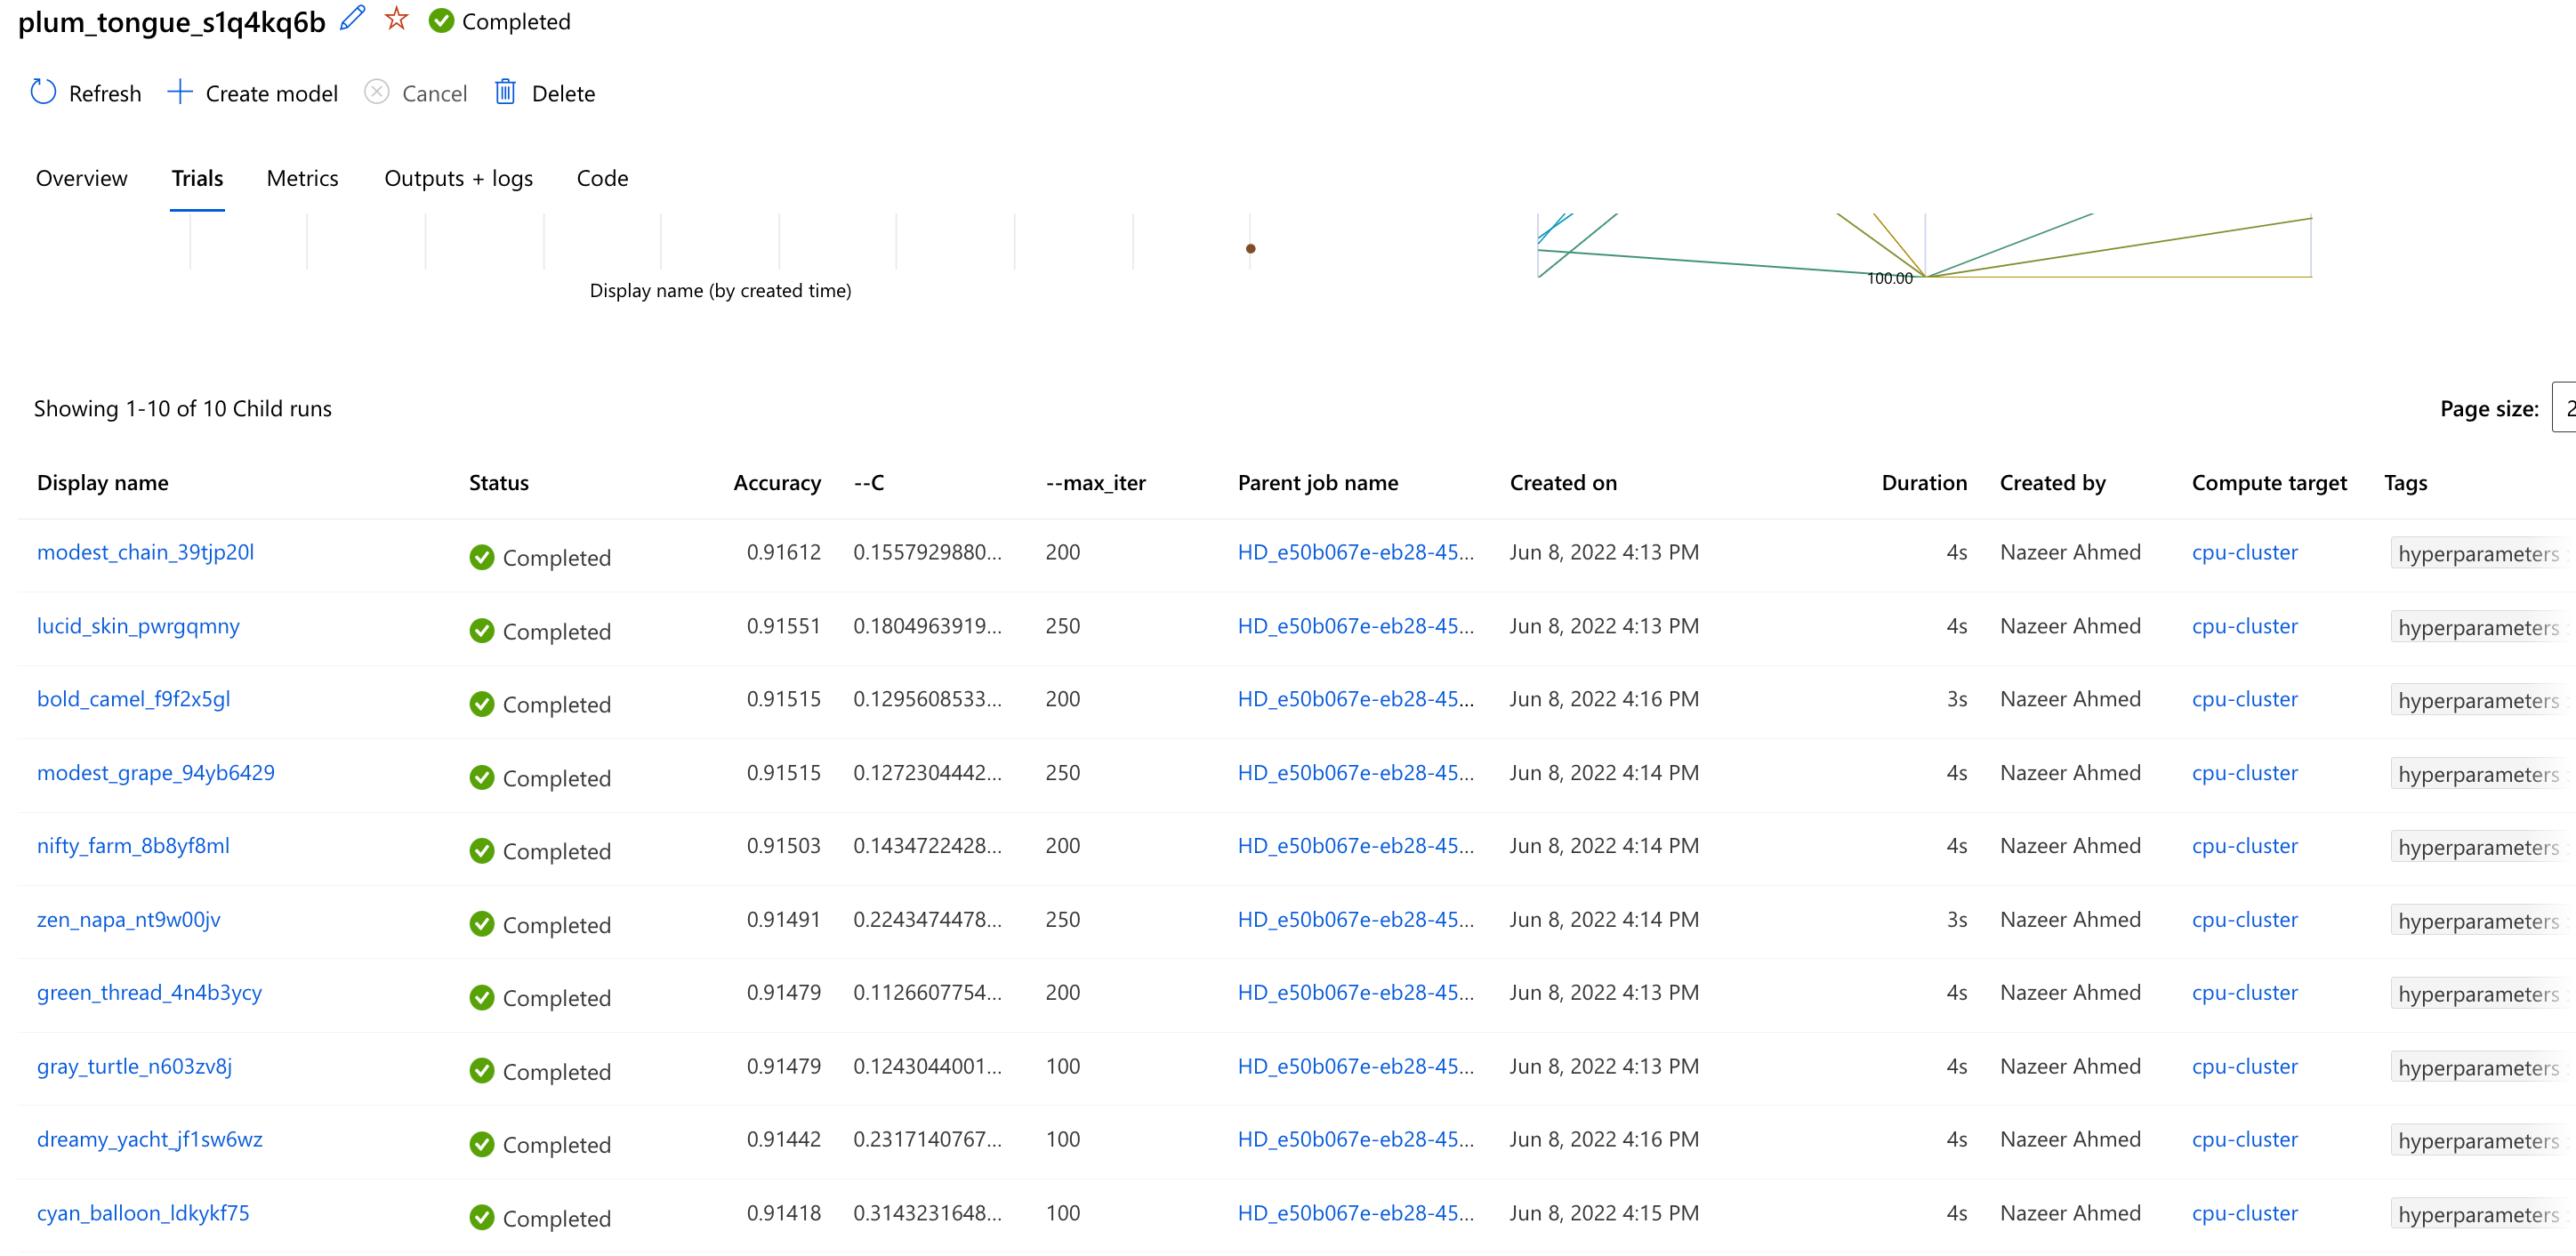 plum_tongue_s1q4kq6b Completed
Refresh Create model Cancel Delete
Overview Trials Metrics Outputs + logs Code
100.00
Display name (by created time)
Showing 1-10 of 10 Child runs Page size: 2
Display name Status Accuracy --C --max_iter Parent job name Created on Duration Created by Compute target Tags
modest_chain_39tjp20l Completed 0.91612 0.1557929880... 200 HD_e50b067e-eb28-45... Jun 8, 2022 4:13 PM 4s Nazeer Ahmed cpu-cluster hyperparameters :
lucid_skin_pwrgqmny Completed 0.91551 0.1804963919... 250 HD_e50b067e-eb28-45... Jun 8, 2022 4:13 PM 4s Nazeer Ahmed cpu-cluster hyperparameters :
bold_camel_f9f2x5gl Completed 0.91515 0.1295608533... 200 HD_e50b067e-eb28-45... Jun 8, 2022 4:16 PM 3s Nazeer Ahmed cpu-cluster hyperparameters :
modest_grape_94yb6429 Completed 0.91515 0.1272304442... 250 HD_e50b067e-eb28-45... Jun 8, 2022 4:14 PM 4s Nazeer Ahmed cpu-cluster hyperparameters :
nifty_farm_8b8yf8ml Completed 0.91503 0.1434722428... 200 HD_e50b067e-eb28-45... Jun 8, 2022 4:14 PM 4s Nazeer Ahmed cpu-cluster hyperparameters :
zen_napa_nt9w00jv Completed 0.91491 0.2243474478... 250 HD_e50b067e-eb28-45... Jun 8, 2022 4:14 PM 3s Nazeer Ahmed cpu-cluster hyperparameters :
green_thread_4n4b3ycy Completed 0.91479 0.1126607754... 200 HD_e50b067e-eb28-45... Jun 8, 2022 4:13 PM 4s Nazeer Ahmed cpu-cluster hyperparameters :
gray_turtle_n603zv8j Completed 0.91479 0.1243044001... 100 HD_e50b067e-eb28-45... Jun 8, 2022 4:13 PM 4s Nazeer Ahmed cpu-cluster hyperparameters :
dreamy_yacht_jf1sw6wz Completed 0.91442 0.2317140767... 100 HD_e50b067e-eb28-45... Jun 8, 2022 4:16 PM 4s Nazeer Ahmed cpu-cluster hyperparameters :
cyan_balloon_ldkykf75 Completed 0.91418 0.3143231648... 100 HD_e50b067e-eb28-45... Jun 8, 2022 4:15 PM 4s Nazeer Ahmed cpu-cluster hyperparameters :